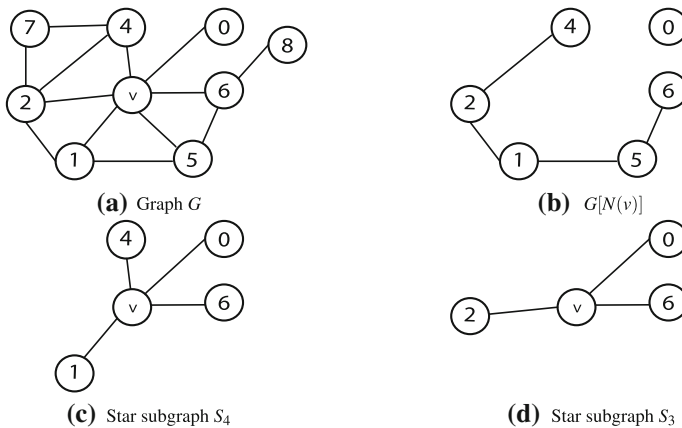 7 4 0 8 4 0
2 v 6 2 6
1 5 1 5
(a) Graph G (b) G[N(v)]
4 0 0
v 6 2 v 6
1
(c) Star subgraph S₄ (d) Star subgraph S₃